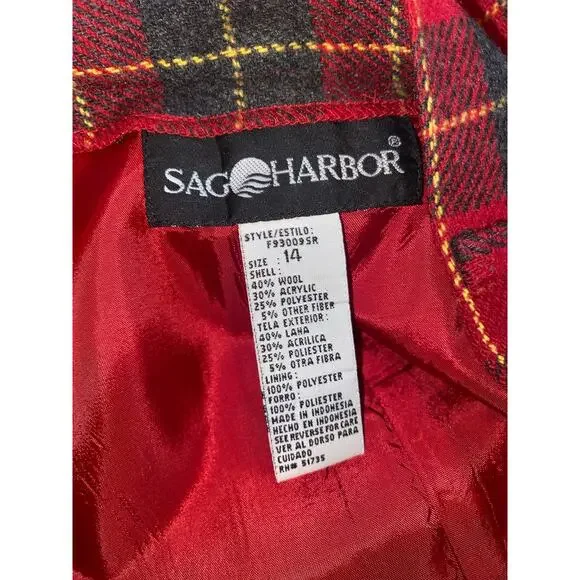 SAG HARBOR®
STYLE/ESTILO:
F93009SR
SIZE : 14
SHELL:
40% WOOL
30% ACRYLIC
25% POLYESTER
5% OTHER FIBER
TELA EXTERIOR:
40% LAHA
30% ACRILICA
25% POLIESTER
5% OTRA FIBRA
LINING:
100% POLYESTER
FORRO:
100% POLIESTER
MADE IN INDONESIA
HECHO EN INDONESIA
SEE REVERSE FOR CARE
VER AL DORSO PARA
CUIDADO
RN# 51735